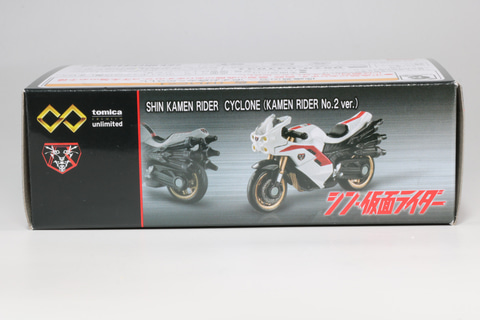 tomica
PREMIUM
unlimited
SHIN KAMEN RIDER CYCLONE (KAMEN RIDER No.2 ver.)
シン・仮面ライダー